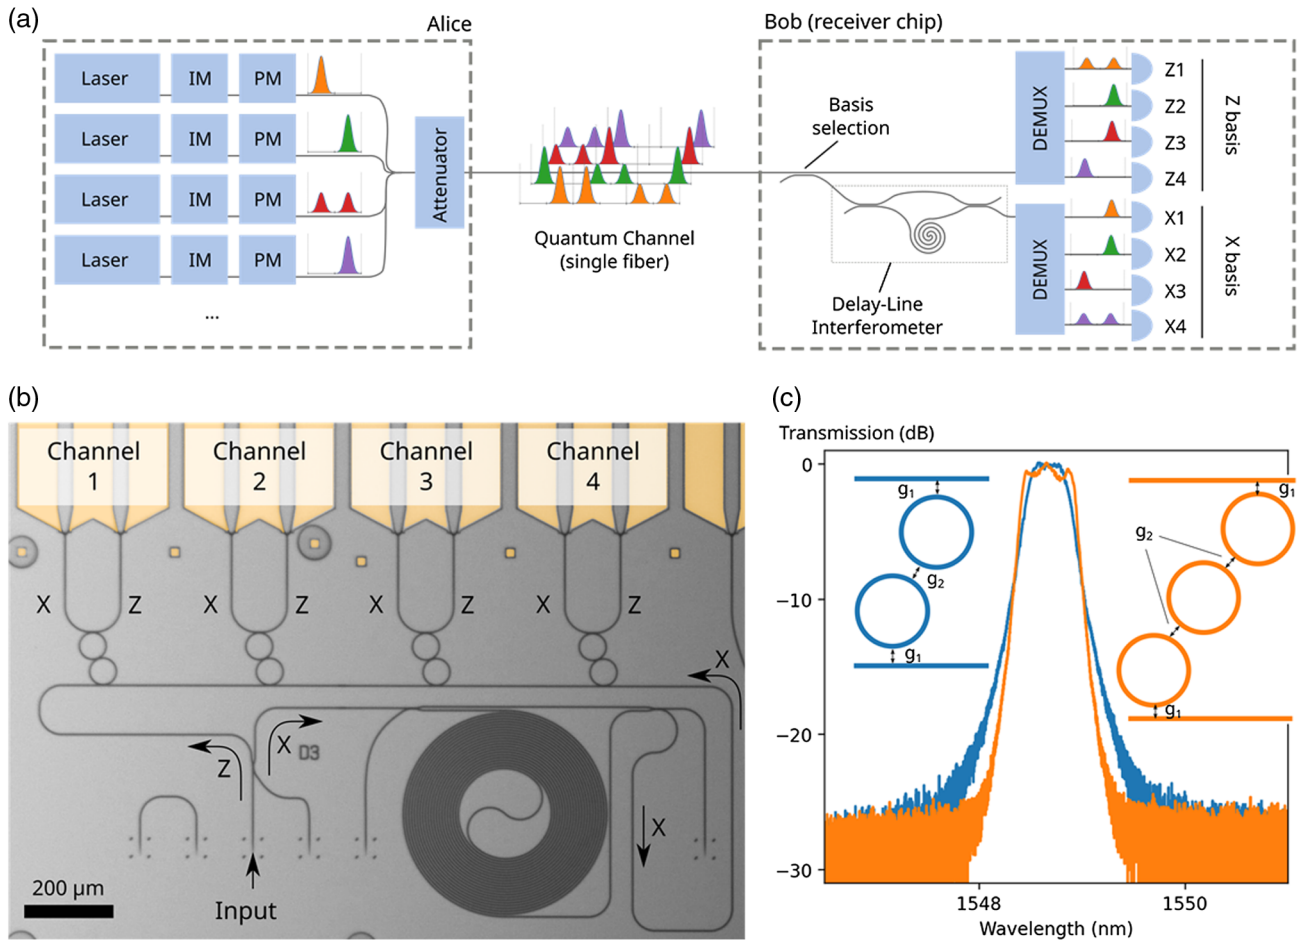 (a)
Alice
Bob (receiver chip)
Laser IM PM
Laser IM PM
Laser IM PM
Laser IM PM
...
Attenuator
Quantum Channel
(single fiber)
Basis
selection
Delay-Line
Interferometer
DEMUX
DEMUX
Z1
Z2
Z3
Z4
X1
X2
X3
X4
Z basis
X basis
(b)
Channel
1
Channel
2
Channel
3
Channel
4
X Z X Z X Z X Z
X
Z
X
D3
X
200 μm
Input
(c)
Transmission (dB)
0
−10
−20
−30
g1
g2
g1
g1
g2
g1
1548 1550
Wavelength (nm)